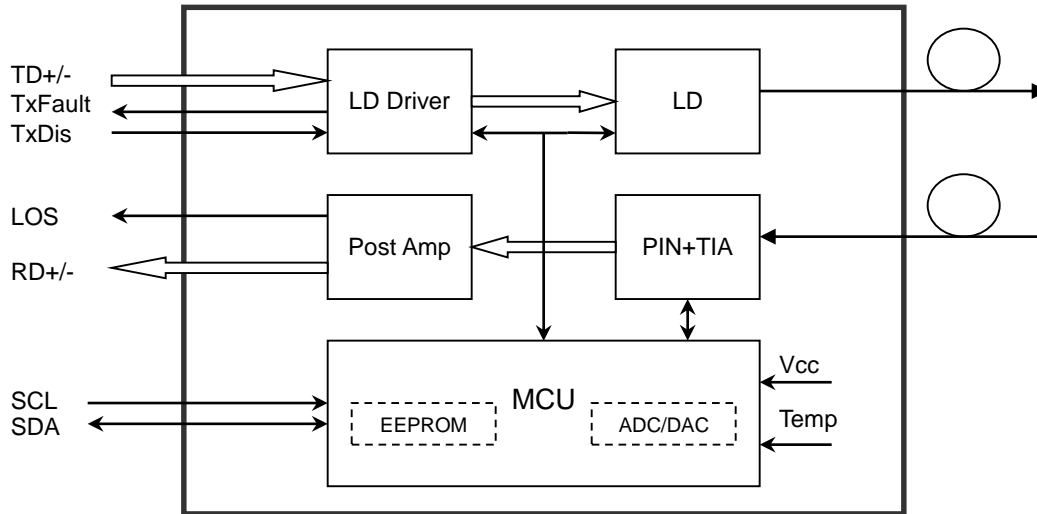 TD+/-
TxFault
TxDis
LD Driver
LD
LOS
RD+/-
Post Amp
PIN+TIA
SCL
SDA
MCU
EEPROM
ADC/DAC
Vcc
Temp